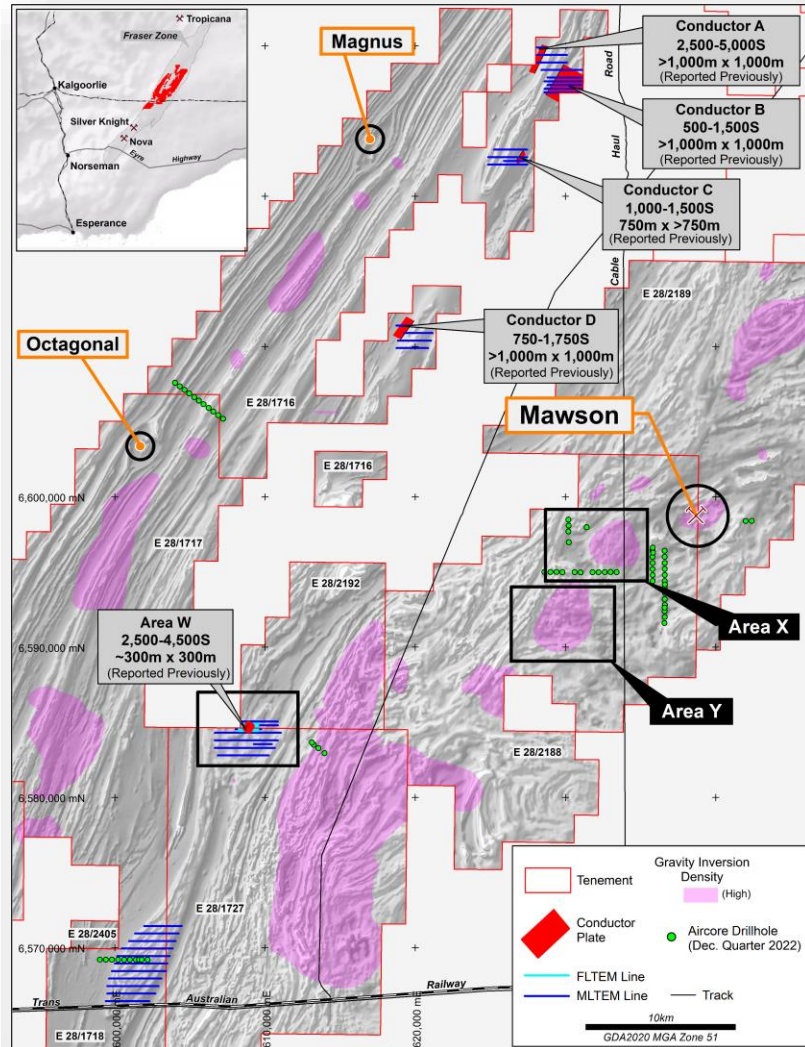 Tropicana
Fraser Zone
Kalgoorlie
Silver Knight
Nova
Eyre
Highway
Norseman
Esperance
Magnus
Conductor A
2,500-5,000S
>1,000m x 1,000m
(Reported Previously)
Road
Conductor B
500-1,500S
>1,000m x 1,000m
(Reported Previously)
Haul
Conductor C
1,000-1,500S
750m x >750m
(Reported Previously)
Cable
E 28/2189
Conductor D
750-1,750S
>1,000m x 1,000m
(Reported Previously)
Octagonal
E 28/1716
Mawson
E 28/1716
6,600,000 mN
E 28/1717
E 28/2192
Area W
2,500-4,500S
~300m x 300m
(Reported Previously)
6,590,000 mN
Area X
Area Y
E 28/2188
6,580,000 mN
E 28/1727
E 28/2405
6,570,000 mN
Trans
Australian
Railway
E 28/1718
600,000 mE
610,000 mE
620,000
Tenement
Gravity Inversion
Density
(High)
Conductor
Plate
Aircore Drillhole
(Dec. Quarter 2022)
FLTEM Line
MLTEM Line
Track
10km
GDA2020 MGA Zone 51